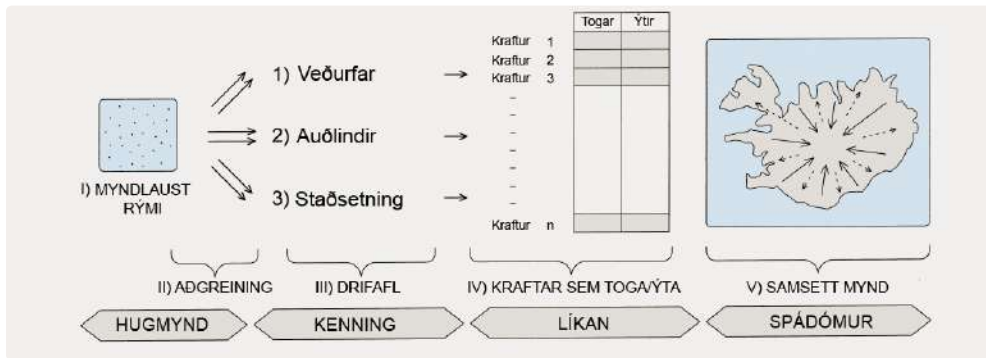 I) MYNDLAUST
RÝMI
1) Veðurfar
2) Auðlindir
3) Staðsetning
Togar Ýtir
Kraftur 1
Kraftur 2
Kraftur 3
Kraftur n
II) AÐGREINING
III) DRIFAFL
IV) KRAFTAR SEM TOGA/ÝTA
V) SAMSETT MYND
HUGMYND
KENNING
LÍKAN
SPÁDÓMUR